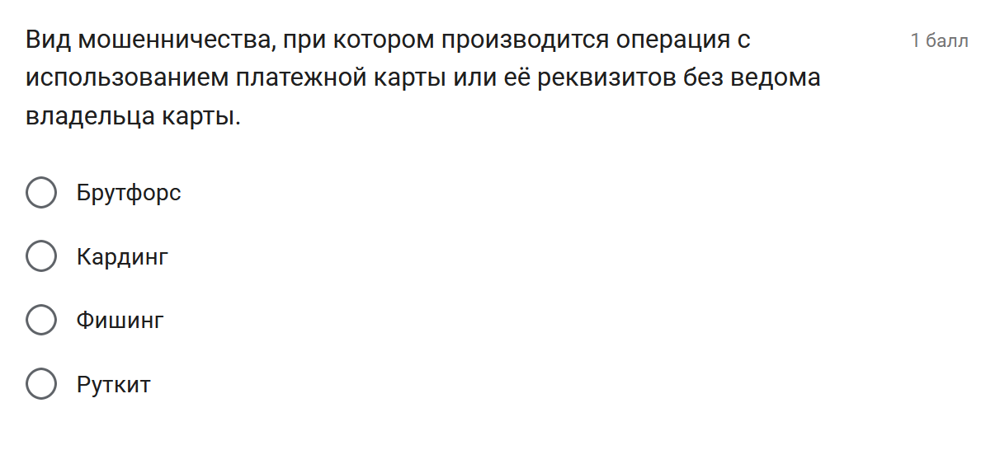 Вид мошенничества, при котором производится операция с
1 балл
использованием платежной карты или её реквизитов без ведома
владельца карты.
Брутфорс
Кардинг
Фишинг
Руткит